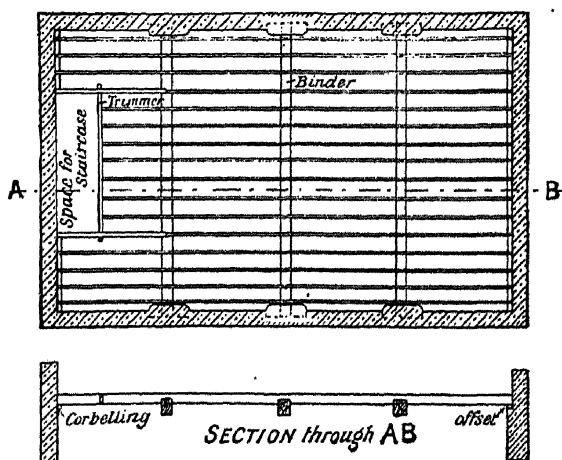 Binder
Trimmer
Space for
Staircase
A
B
Corbelling
offset
SECTION through AB